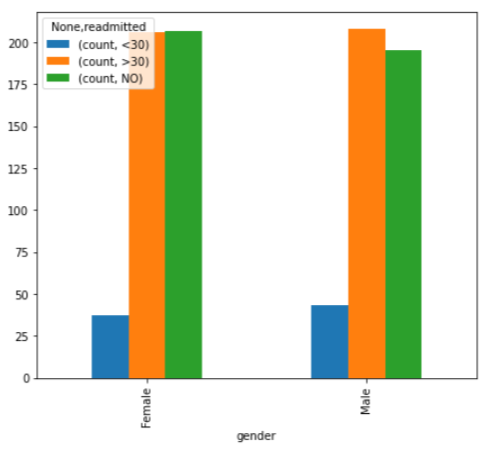 None,readmitted
(count, <30)
(count, >30)
(count, NO)
200
175
150
125
100
75
50
25
0
Female
Male
gender